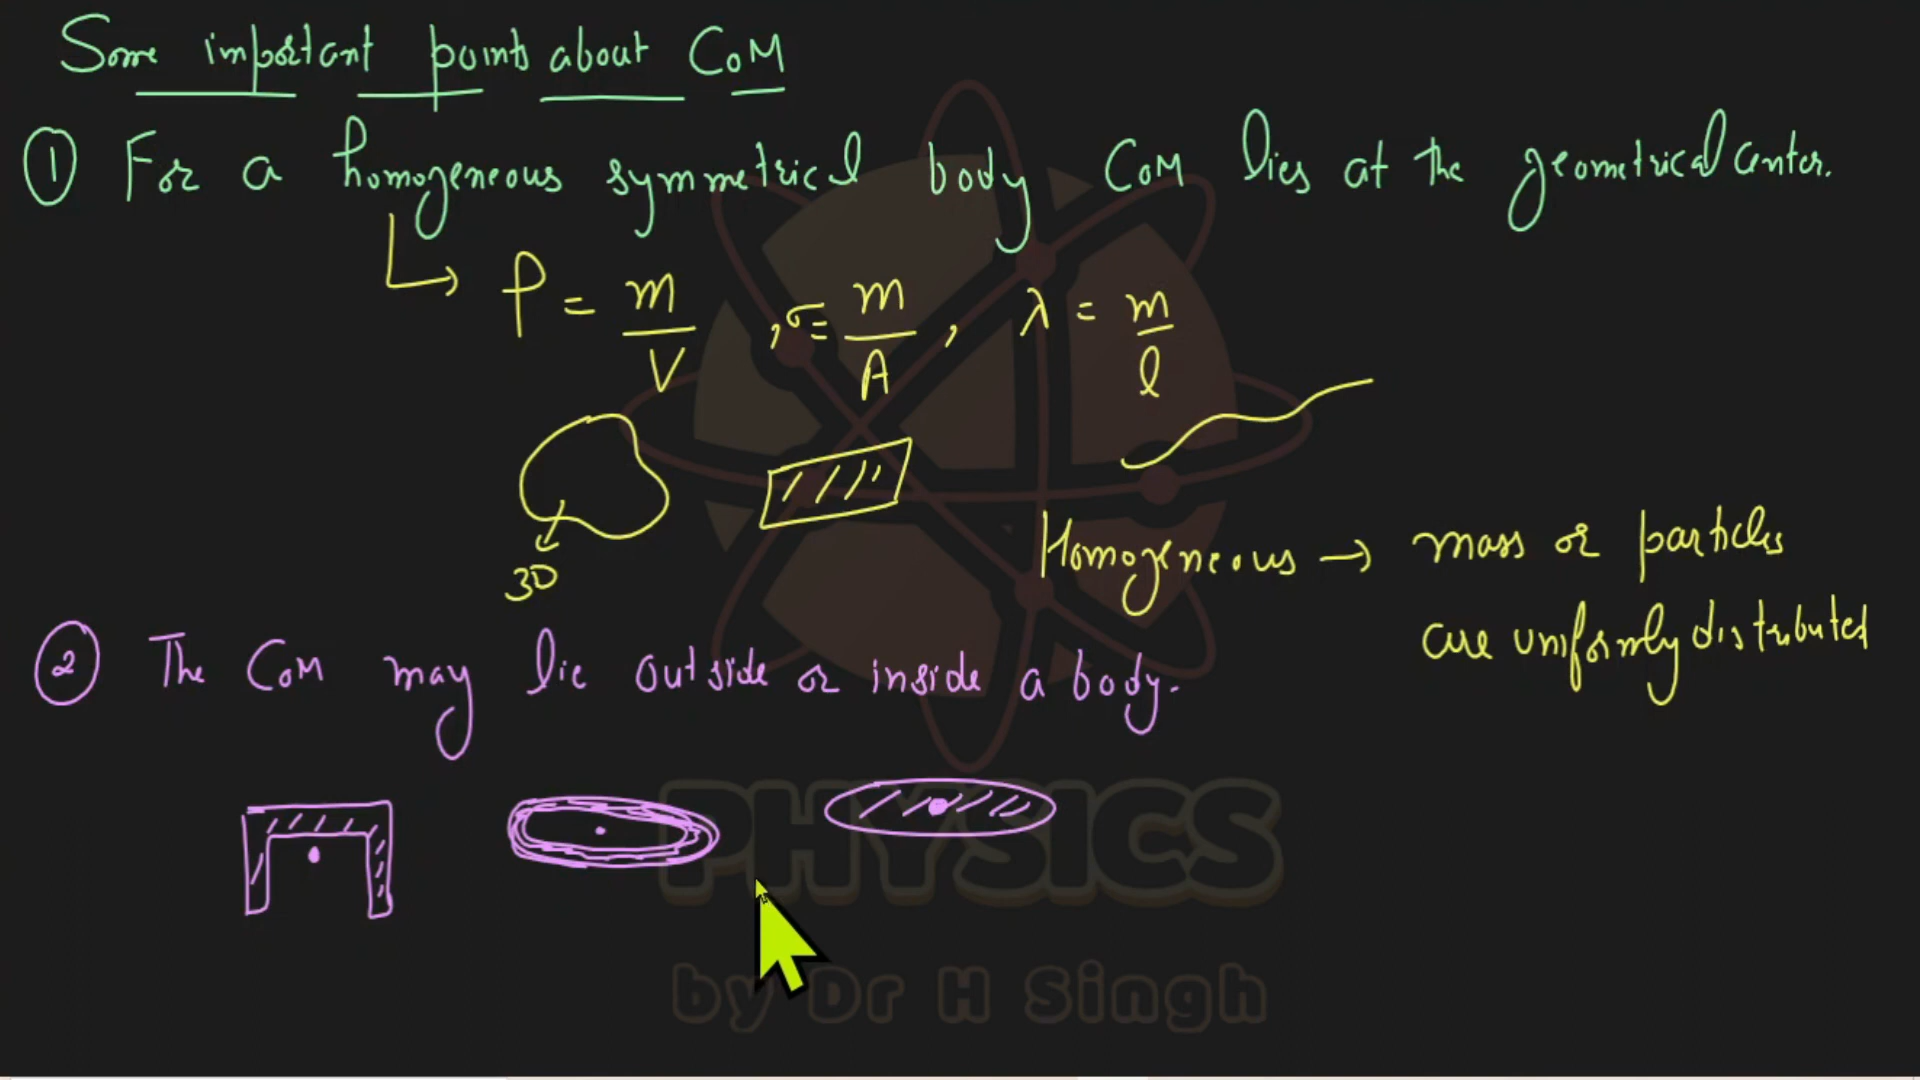 Some important points about CoM
① For a homogeneous symmetrical body CoM lies at the geometrical center.
ρ = m/V , σ = m/A , λ = m/l
3D
Homogeneous → mass or particles
are uniformly distributed
② The CoM may lie outside or inside a body.
PHYSICS
by Dr H Singh